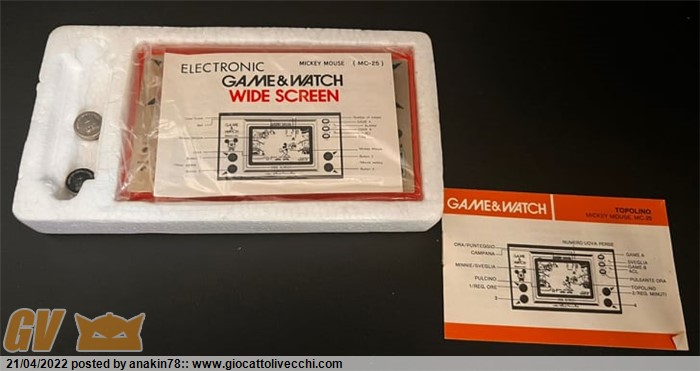 ELECTRONIC MICKEY MOUSE (MC-25)
GAME&WATCH
WIDE SCREEN
GAME&WATCH
TOPOLINO
MICKEY MOUSE, MC-25
ORA/PUNTEGGIO
CAMPANA
MINNIE/SVEGLIA
PULCINO
1/REG. ORE
NUMERO UOVA PERSE
GAME A
SVEGLIA
GAME B
ACL
PULSANTE ORA
TOPOLINO
2/REG. MINUTI
GV
21/04/2022 posted by anakin78:: www.giocattolivecchi.com